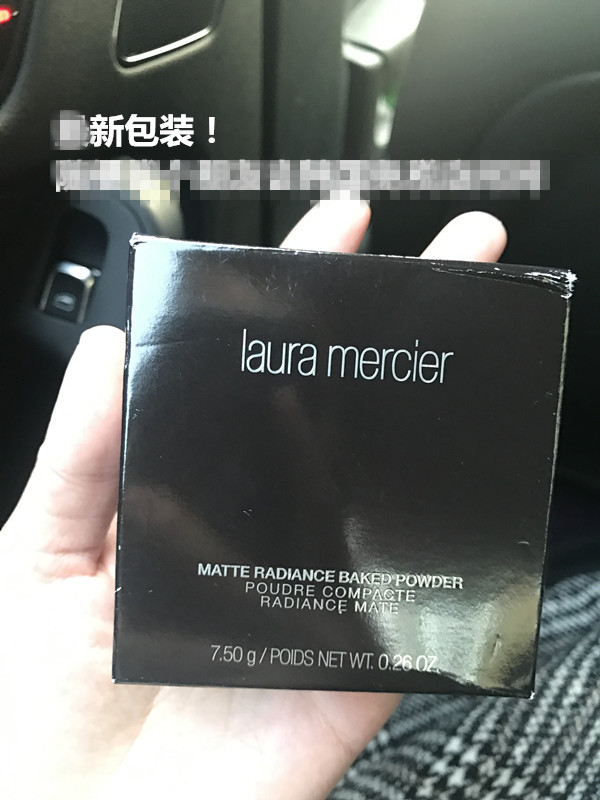 新包装！
laura mercier
MATTE RADIANCE BAKED POWDER
POUDRE COMPACTE
RADIANCE MATE
7.50 g / POIDS NET WT. 0.26 OZ.